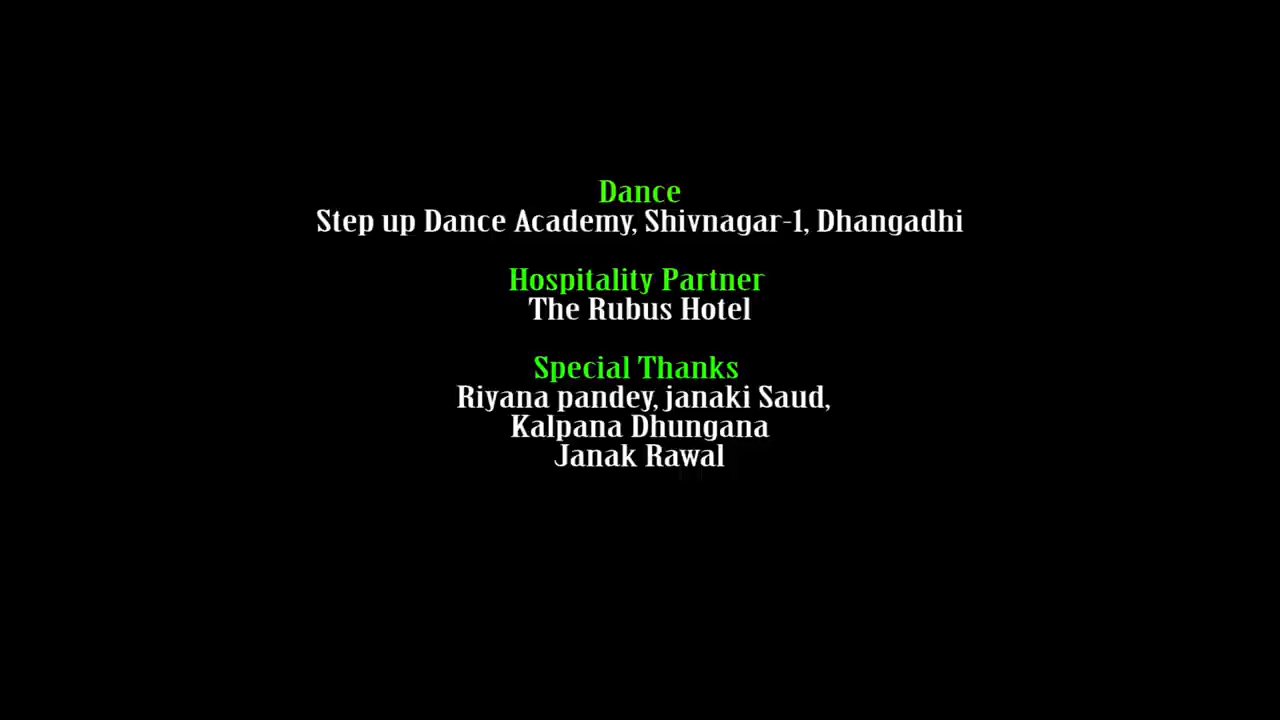 Dance
Step up Dance Academy, Shivnagar-1, Dhangadhi
Hospitality Partner
The Rubus Hotel
Special Thanks
Riyana pandey, janaki Saud,
Kalpana Dhungana
Janak Rawal